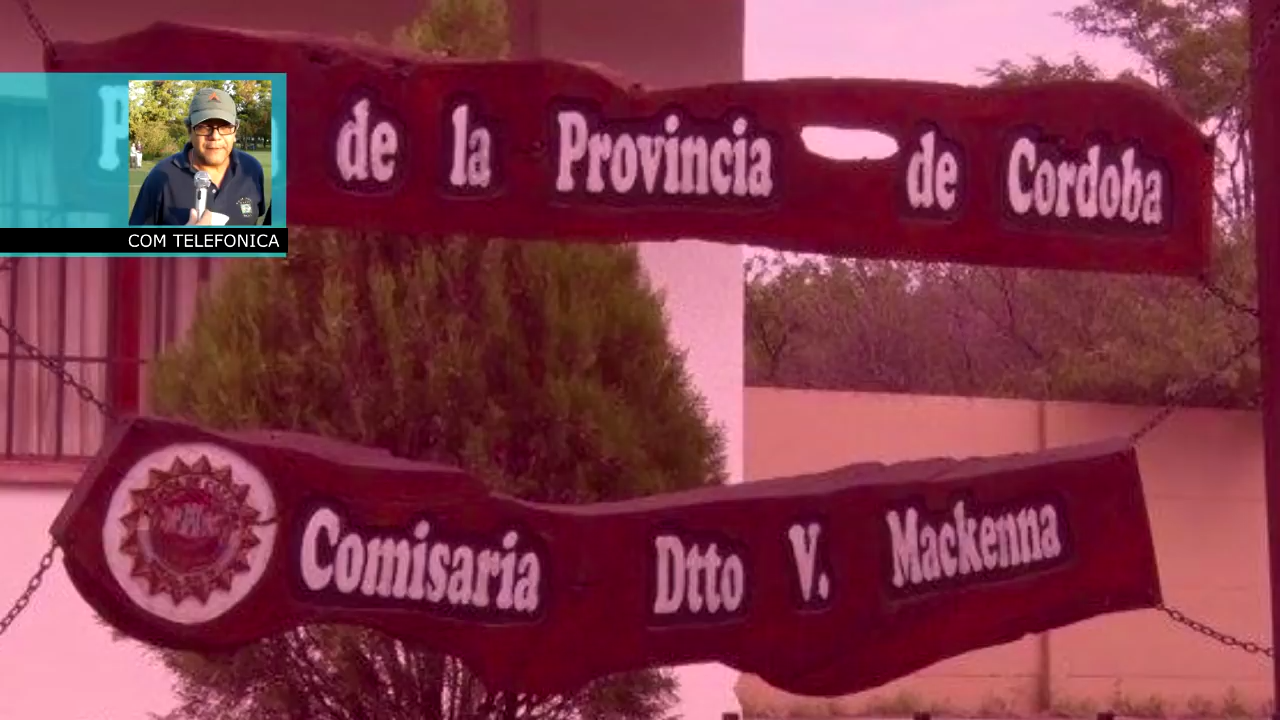 de la Provincia de Cordoba
COM TELEFONICA
Comisaria Dtto V. Mackenna